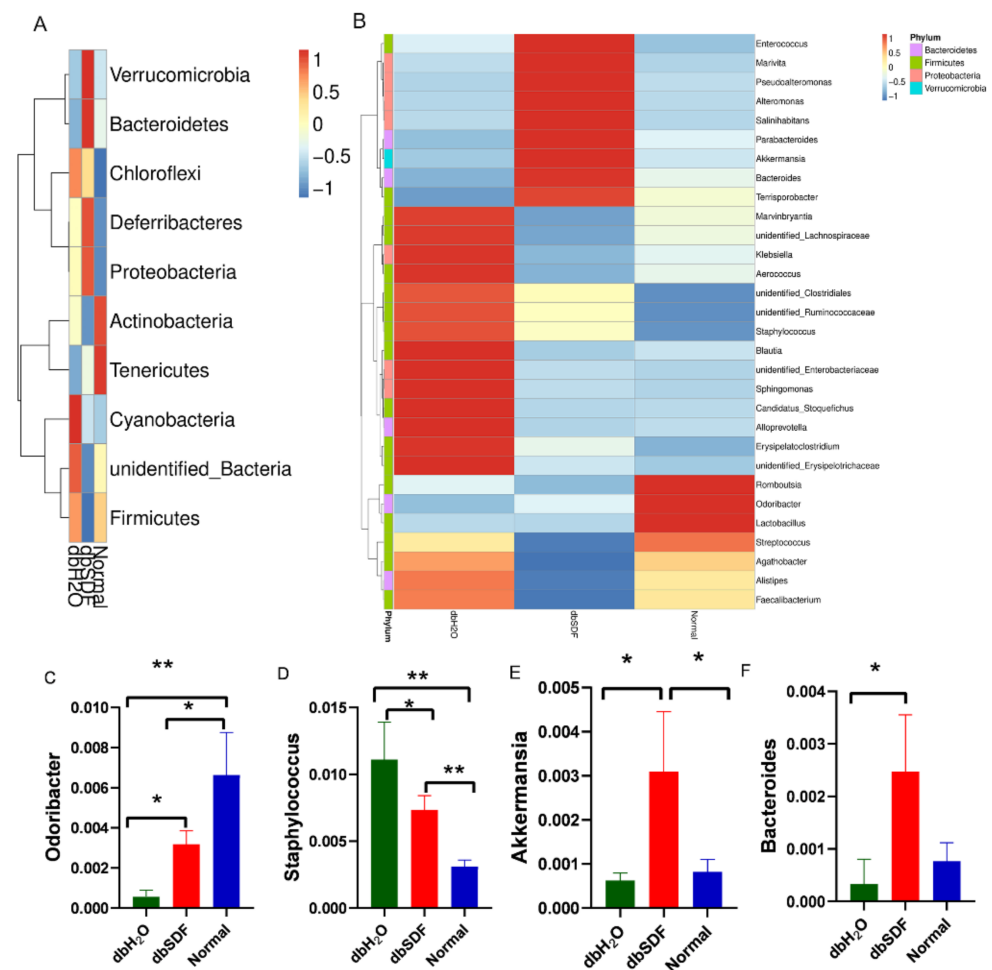 A
Verrucomicrobia
Bacteroidetes
Chloroflexi
Deferribacteres
Proteobacteria
Actinobacteria
Tenericutes
Cyanobacteria
unidentified_Bacteria
Firmicutes
dbH2O
dbSDF
Normal
1
0.5
0
−0.5
−1
B
Enterococcus
Marivita
Pseudoalteromonas
Alteromonas
Salinihabitans
Parabacteroides
Akkermansia
Bacteroides
Terrisporobacter
Marvinbryantia
unidentified_Lachnospiraceae
Klebsiella
Aerococcus
unidentified_Clostridiales
unidentified_Ruminococcaceae
Staphylococcus
Blautia
unidentified_Enterobacteriaceae
Sphingomonas
Candidatus_Stoquefichus
Alloprevotella
Erysipelatoclostridium
unidentified_Erysipelotrichaceae
Romboutsia
Odoribacter
Lactobacillus
Streptococcus
Agathobacter
Alistipes
Faecalibacterium
Phylum
dbH2O
dbSDF
Normal
1
0.5
0
−0.5
−1
Phylum
Bacteroidetes
Firmicutes
Proteobacteria
Verrucomicrobia
C
**
*
*
Odoribacter
0.010
0.008
0.006
0.004
0.002
0.000
dbH₂O
dbSDF
Normal
D
**
*
**
Staphylococcus
0.015
0.010
0.005
0.000
dbH₂O
dbSDF
Normal
E
*
*
Akkermansia
0.005
0.004
0.003
0.002
0.001
0.000
dbH₂O
dbSDF
Normal
F
*
Bacteroides
0.004
0.003
0.002
0.001
0.000
dbH₂O
dbSDF
Normal